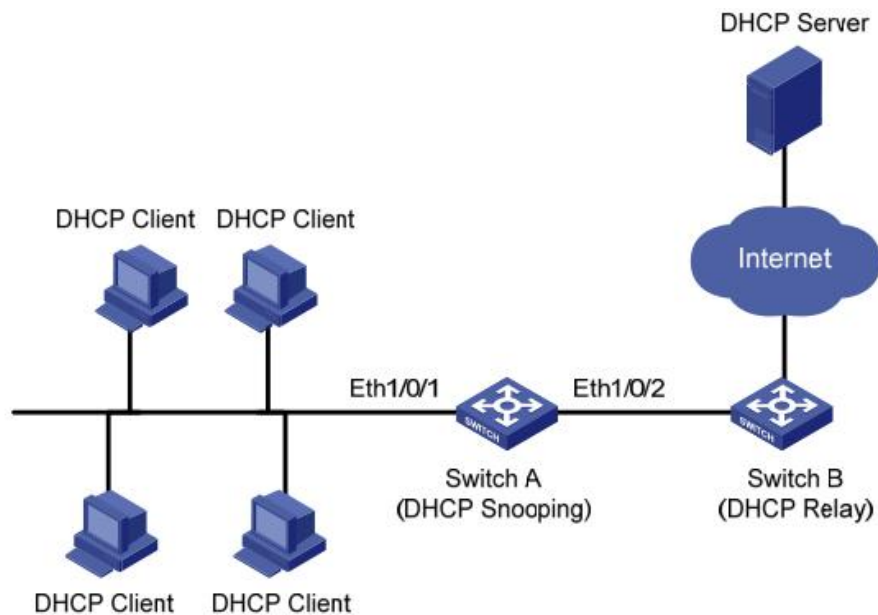 DHCP Server
DHCP Client
DHCP Client
Internet
Eth1/0/1
Eth1/0/2
SWITCH
SWITCH
Switch A
(DHCP Snooping)
Switch B
(DHCP Relay)
DHCP Client
DHCP Client